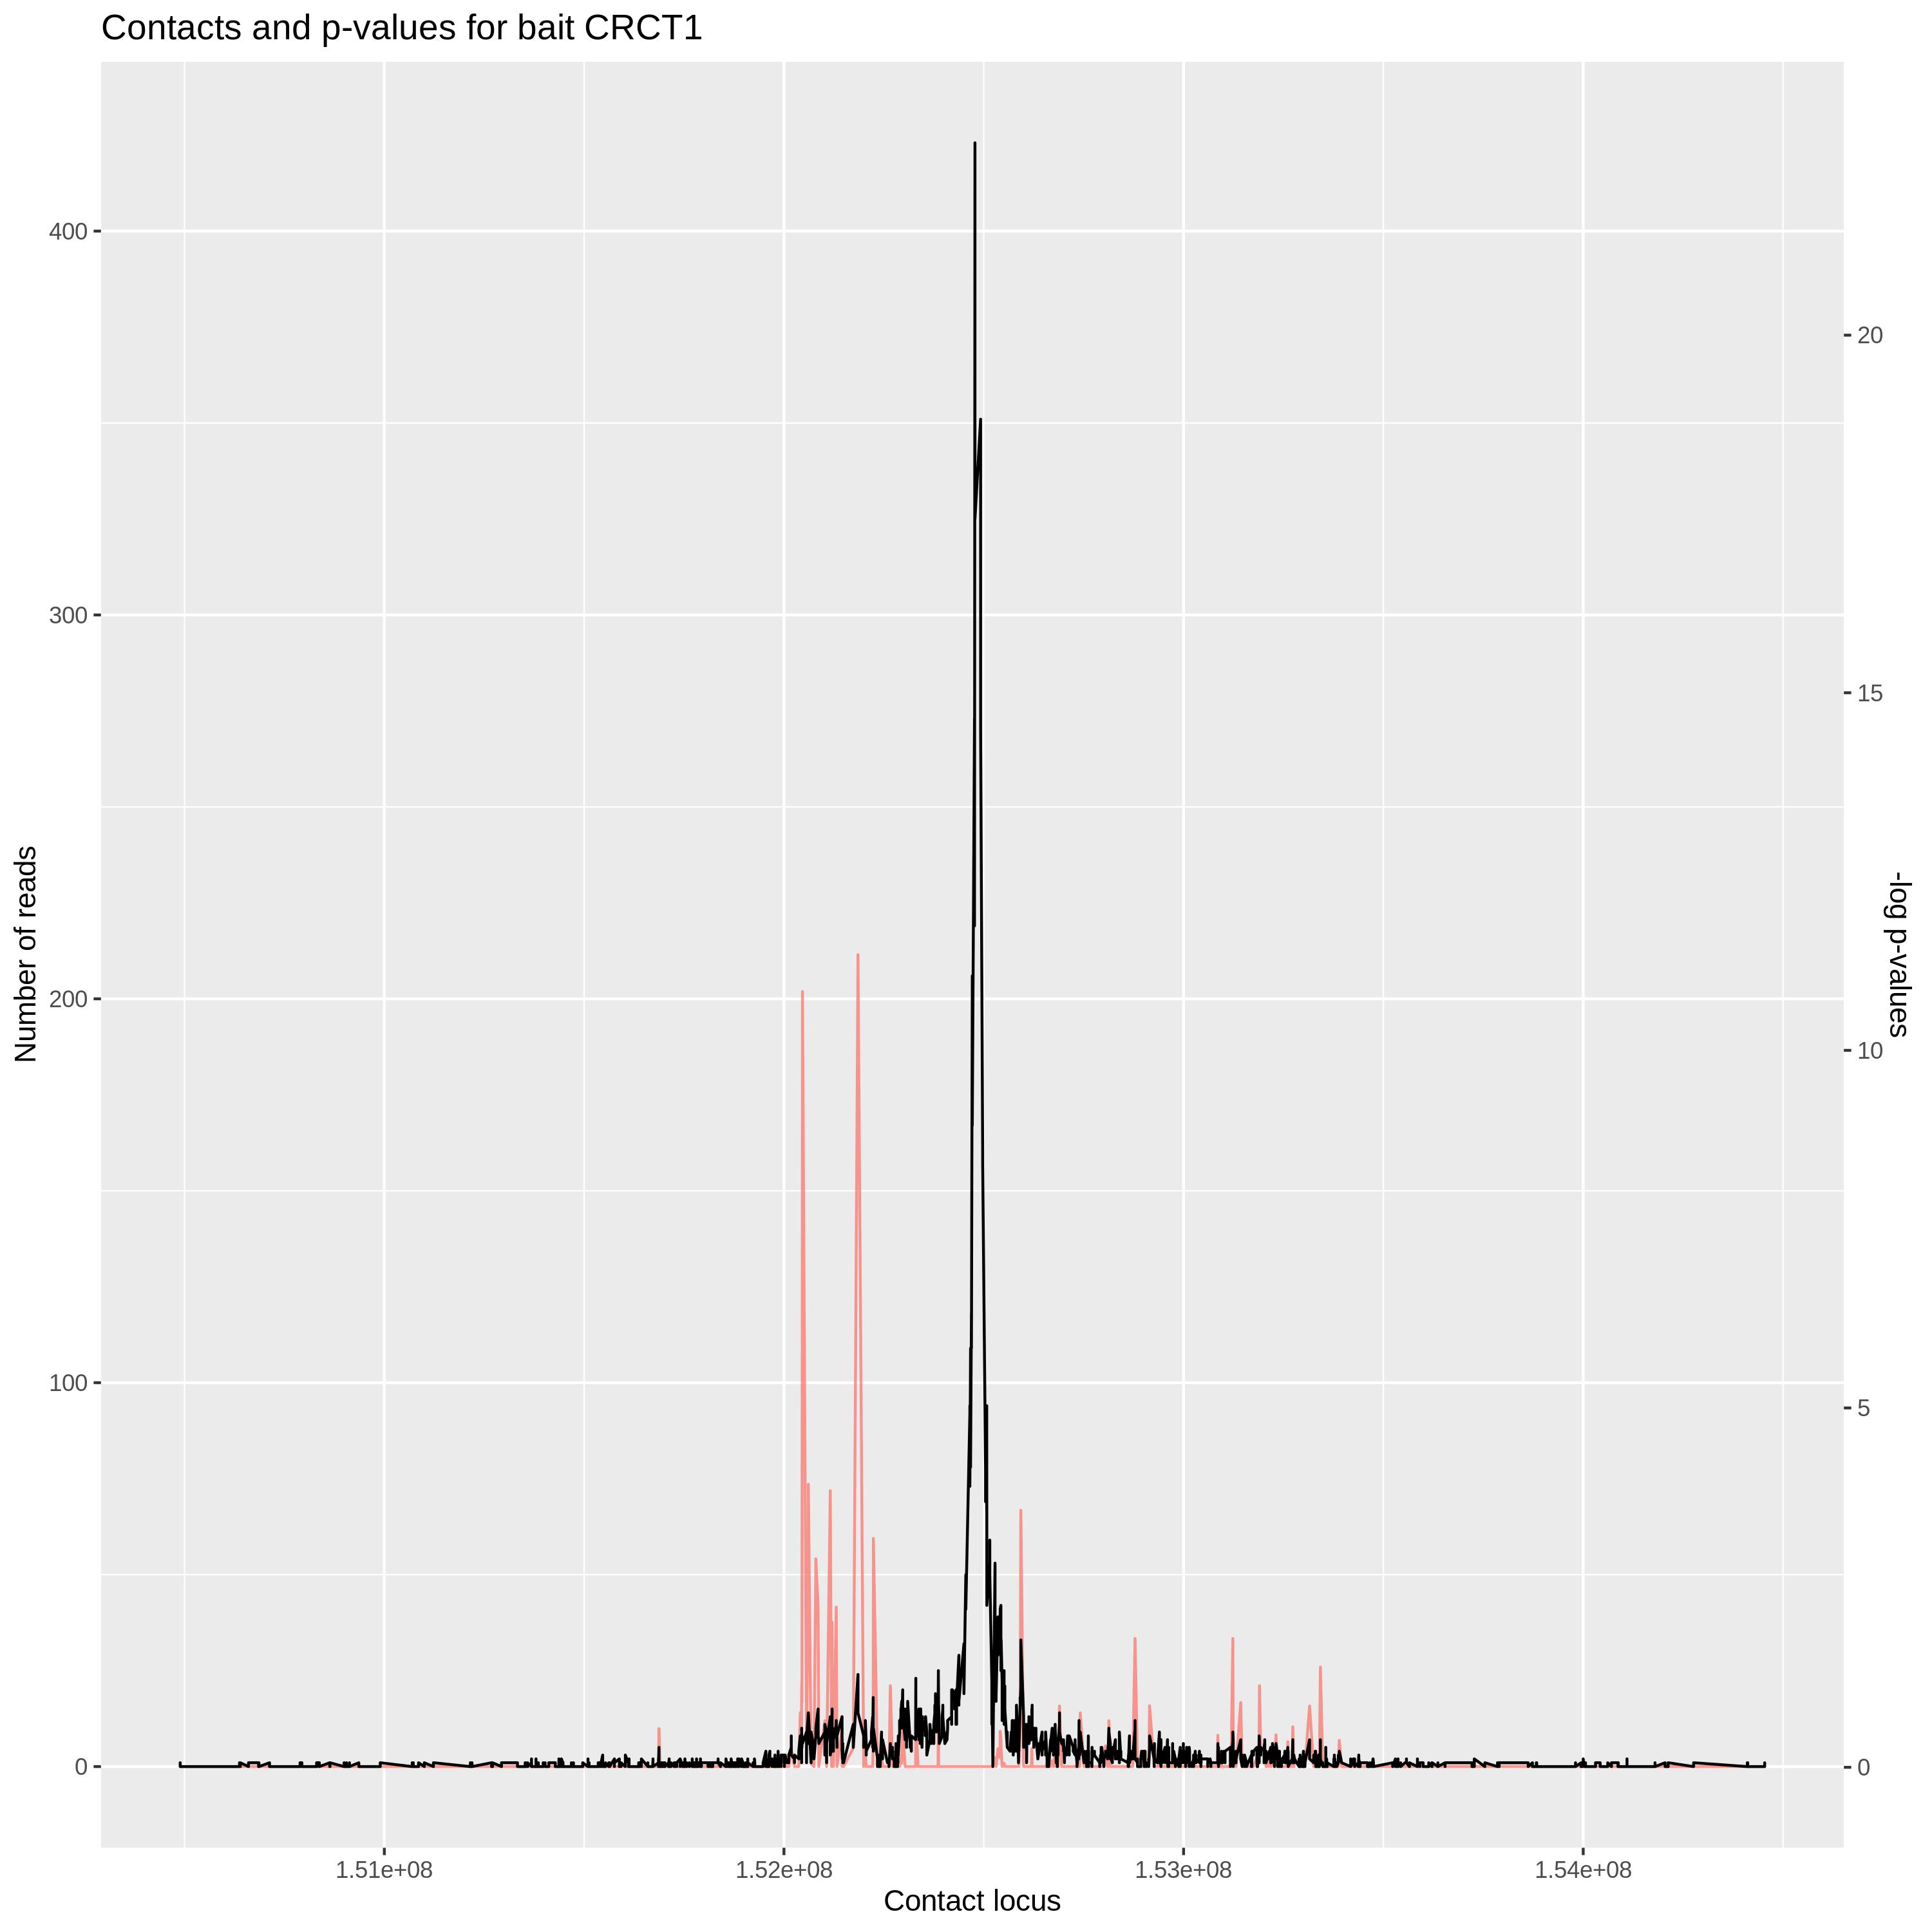 Contacts and p-values for bait CRCT1
400
300
200
100
0
Number of reads
20
15
10
5
0
-log p-values
1.51e+08
1.52e+08
1.53e+08
1.54e+08
Contact locus